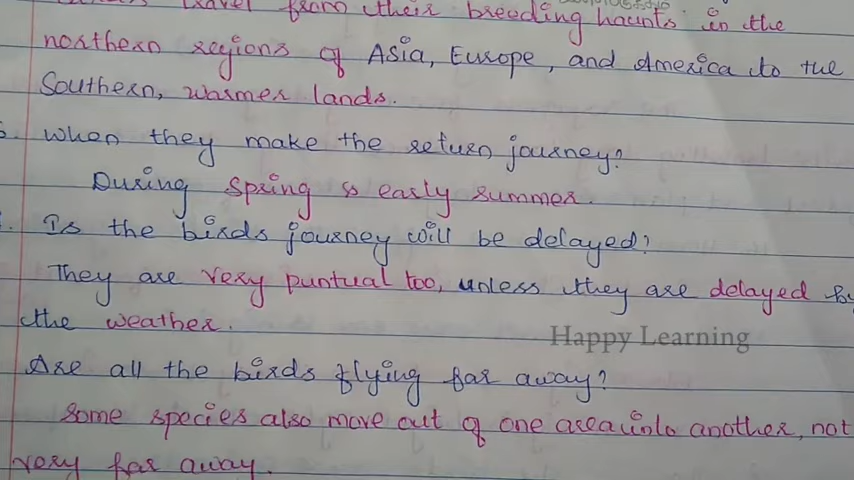 travel from their breeding haunts in the
northern regions of Asia, Europe, and America to the
Southern, warmer lands.
When they make the return journey?
During spring & early summer.
Is the birds journey will be delayed?
They are very puntual too, unless they are delayed by
the weather.
Happy Learning
Are all the birds flying far away?
Some species also move out of one area into another, not
very far away.